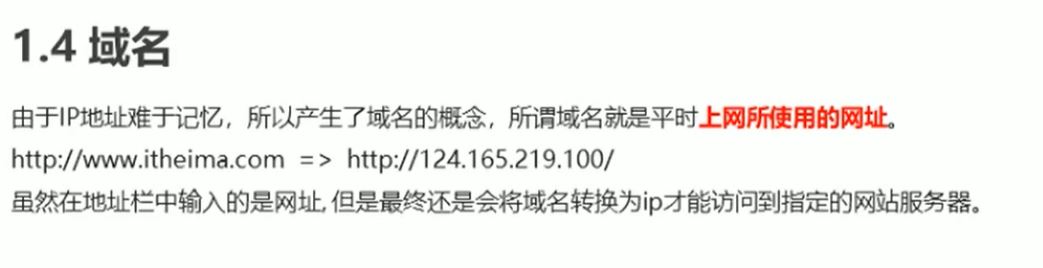 1.4 域名
由于IP地址难于记忆，所以产生了域名的概念，所谓域名就是平时上网所使用的网址。
http://www.itheima.com => http://124.165.219.100/
虽然在地址栏中输入的是网址, 但是最终还是会将域名转换为ip才能访问到指定的网站服务器。